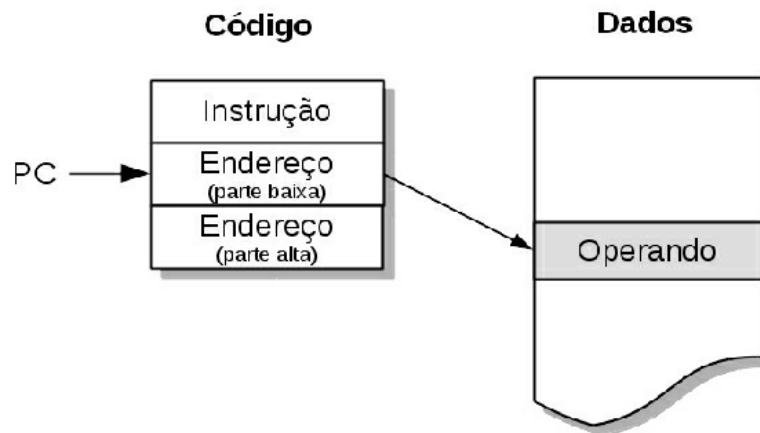 Código
Dados
Instrução
PC
Endereço
(parte baixa)
Endereço
(parte alta)
Operando